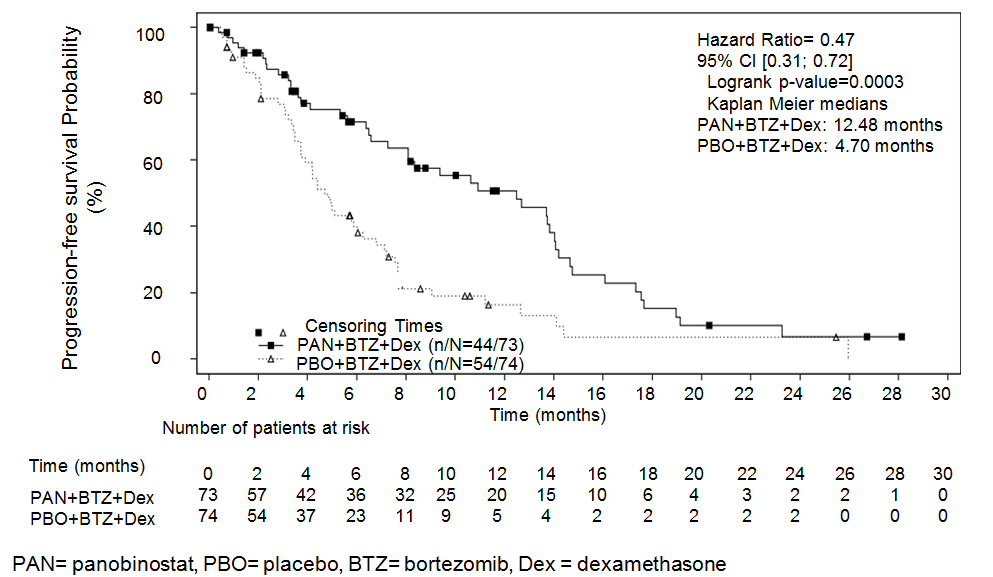 Progression-free survival Probability
(%)
100
80
60
40
20
0
Hazard Ratio= 0.47
95% CI [0.31; 0.72]
Logrank p-value=0.0003
Kaplan Meier medians
PAN+BTZ+Dex: 12.48 months
PBO+BTZ+Dex: 4.70 months
Censoring Times
PAN+BTZ+Dex (n/N=44/73)
PBO+BTZ+Dex (n/N=54/74)
0 2 4 6 8 10 12 14 16 18 20 22 24 26 28 30
Time (months)
Number of patients at risk
Time (months) 0 2 4 6 8 10 12 14 16 18 20 22 24 26 28 30
PAN+BTZ+Dex 73 57 42 36 32 25 20 15 10 6 4 3 2 2 1 0
PBO+BTZ+Dex 74 54 37 23 11 9 5 4 2 2 2 2 2 0 0 0
PAN= panobinostat, PBO= placebo, BTZ= bortezomib, Dex = dexamethasone